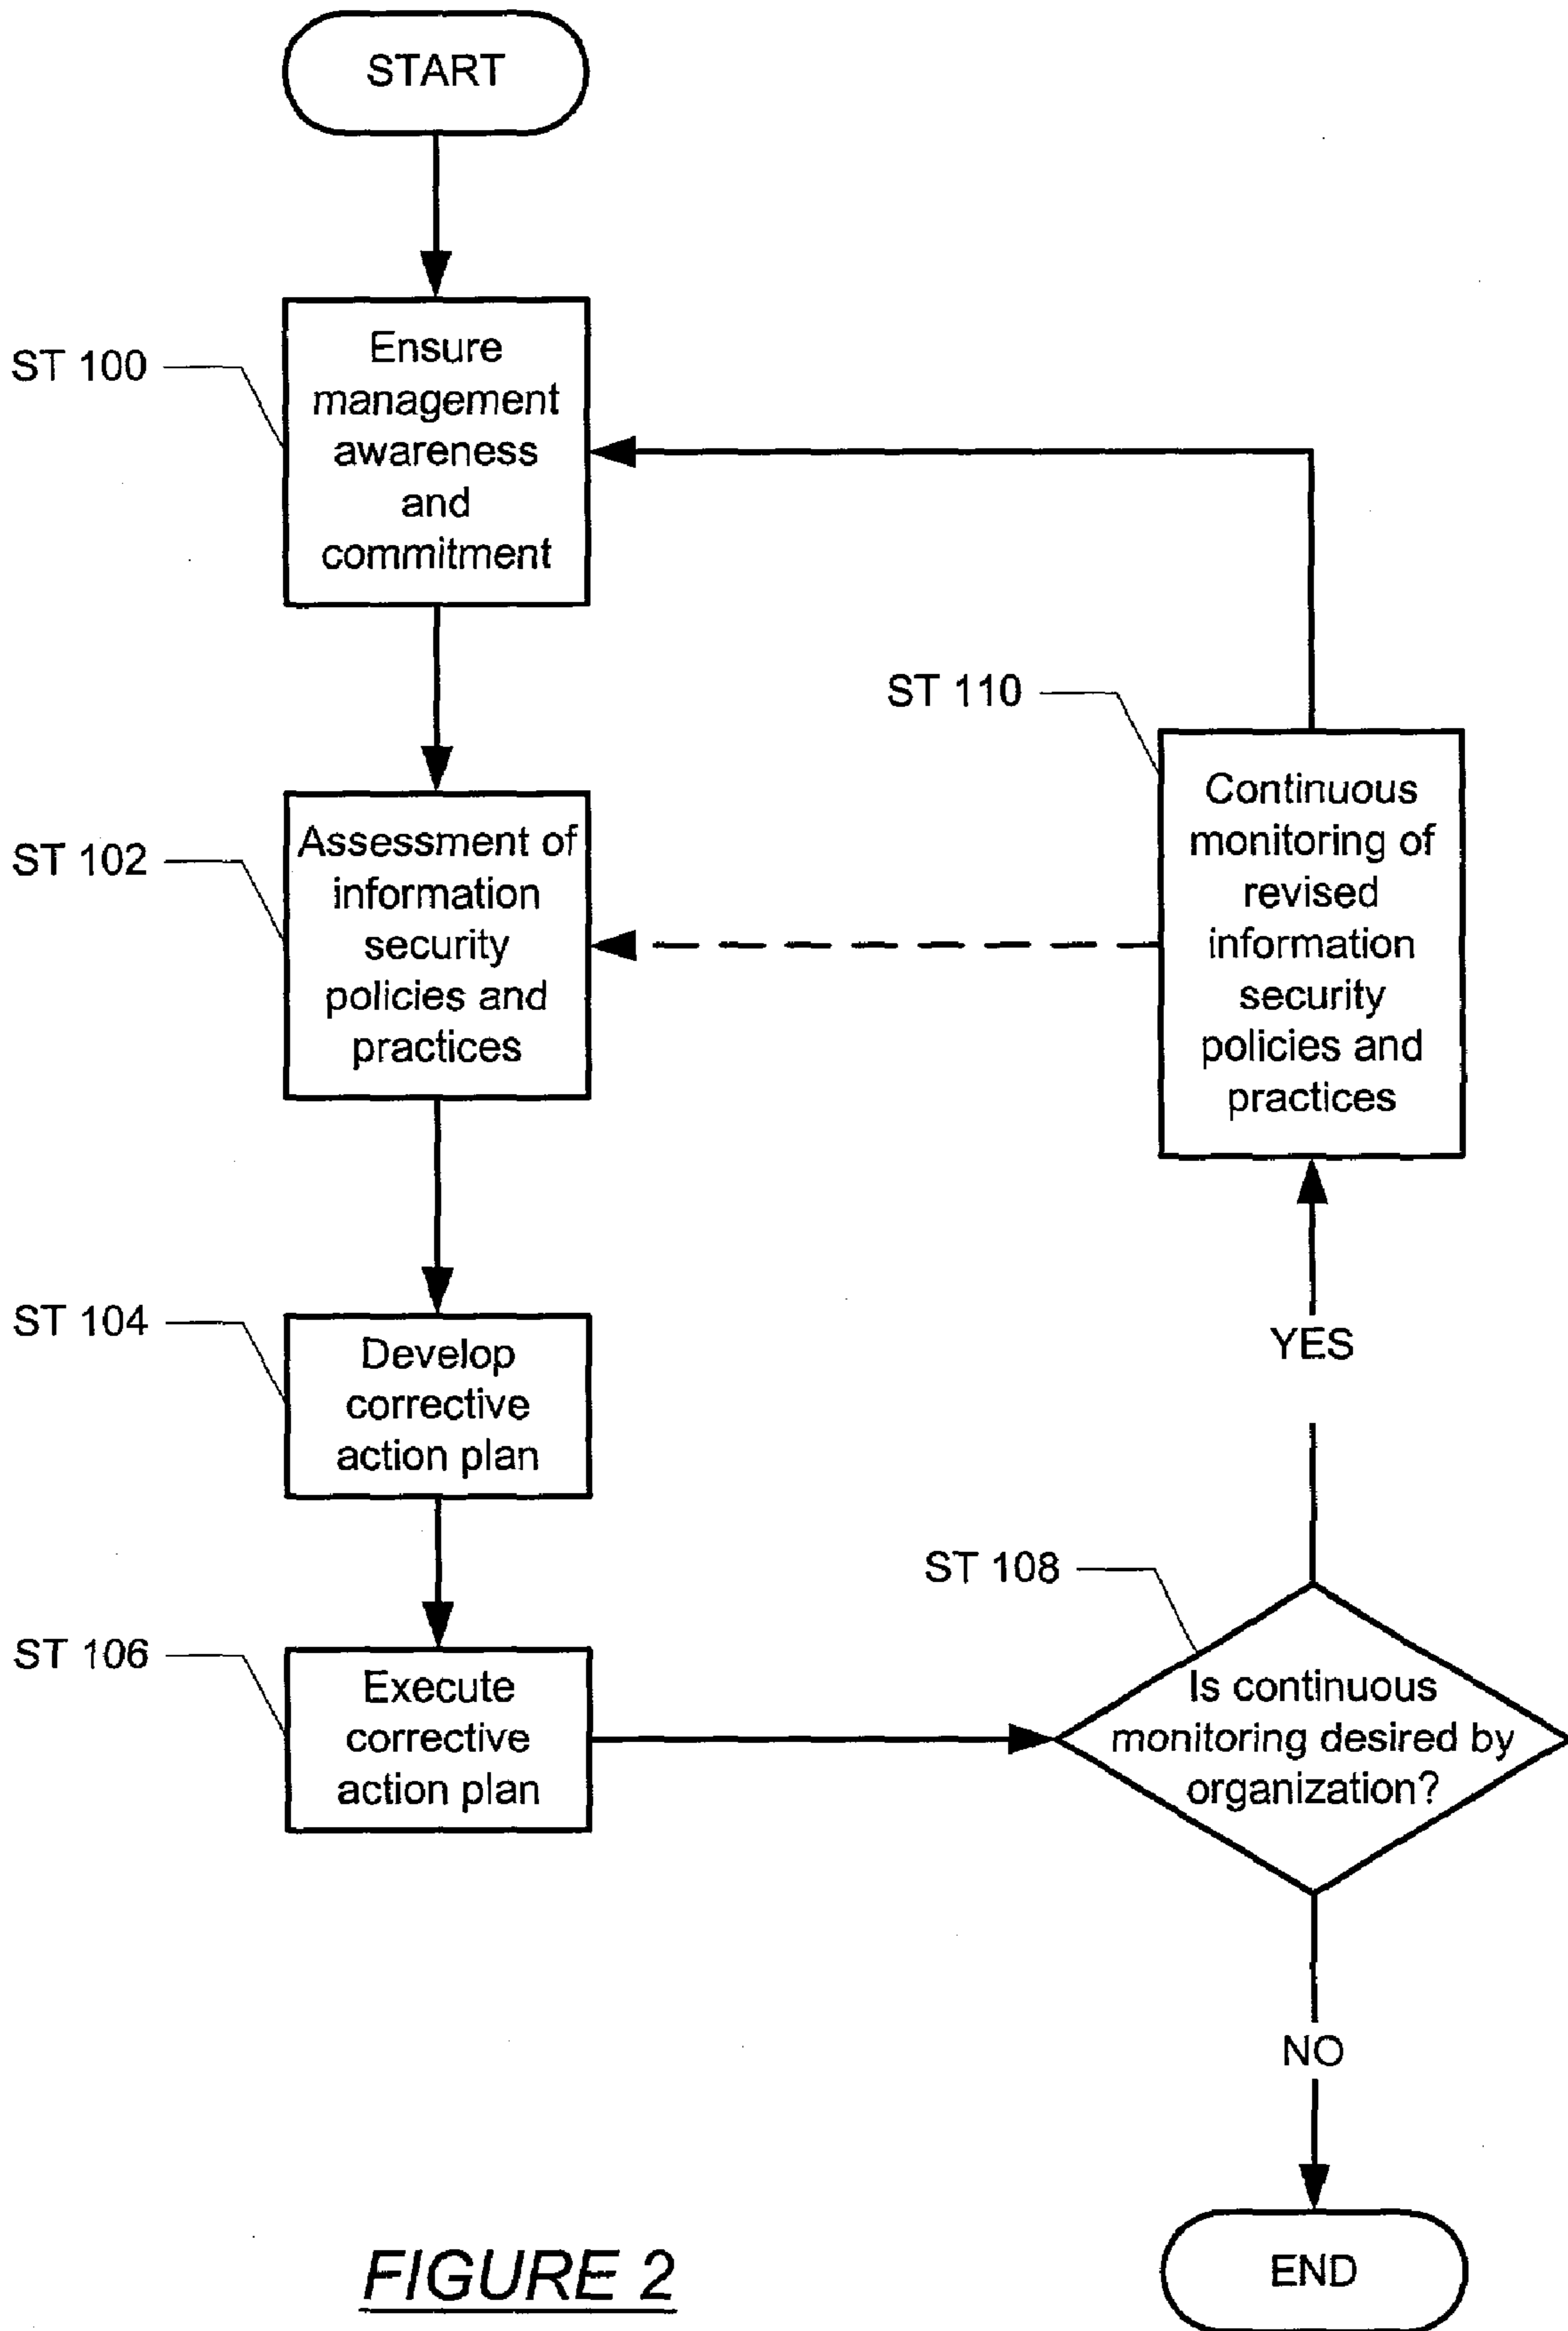 START
ST 100
Ensure
management
awareness
and
commitment
ST 110
Continuous
monitoring of
revised
information
security
policies and
practices
ST 102
Assessment of
information
security
policies and
practices
ST 104
Develop
corrective
action plan
YES
ST 106
Execute
corrective
action plan
ST 108
Is continuous
monitoring desired by
organization?
NO
END
FIGURE 2